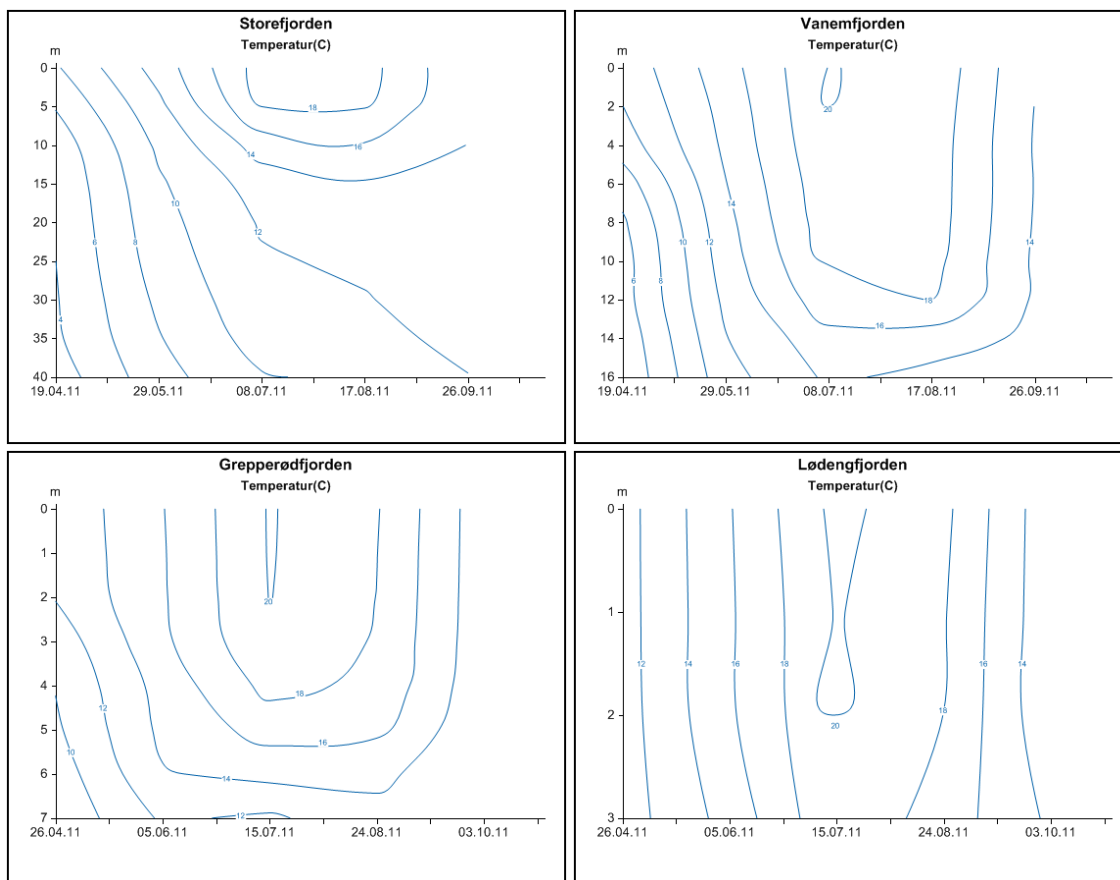 Storefjorden
Temperatur(C)
m
0
5
10
15
20
25
30
35
40
19.04.11 29.05.11 08.07.11 17.08.11 26.09.11
18
16
14
10
12
6 8
4
Vanemfjorden
Temperatur(C)
m
0
2
4
6
8
10
12
14
16
19.04.11 29.05.11 08.07.11 17.08.11 26.09.11
20
14
10 12 14
6 8
18
16
Grepperødfjorden
Temperatur(C)
m
0
1
2
3
4
5
6
7
26.04.11 05.06.11 15.07.11 24.08.11 03.10.11
20
18
12
16
10
14
12
Lødengfjorden
Temperatur(C)
m
0
1
2
3
26.04.11 05.06.11 15.07.11 24.08.11 03.10.11
12 14 16 18 16 14
18
20